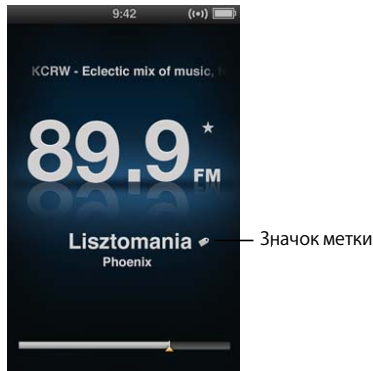 9:42
KCRW - Eclectic mix of music,
89.9 FM
Lisztomania
Phoenix
Значок метки